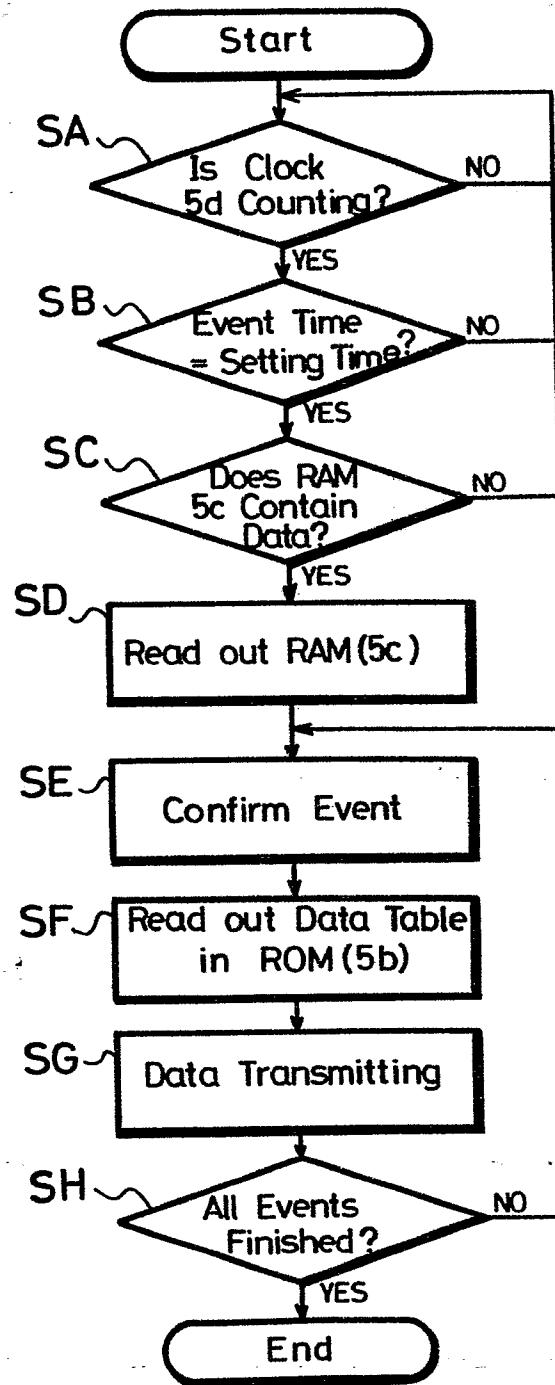 Start
SA
Is Clock
5d Counting?
NO
YES
SB
Event Time
= Setting Time?
NO
YES
SC
Does RAM
5c Contain
Data?
NO
YES
SD
Read out RAM(5c)
SE
Confirm Event
SF
Read out Data Table
in ROM(5b)
SG
Data Transmitting
SH
All Events
Finished?
NO
YES
End